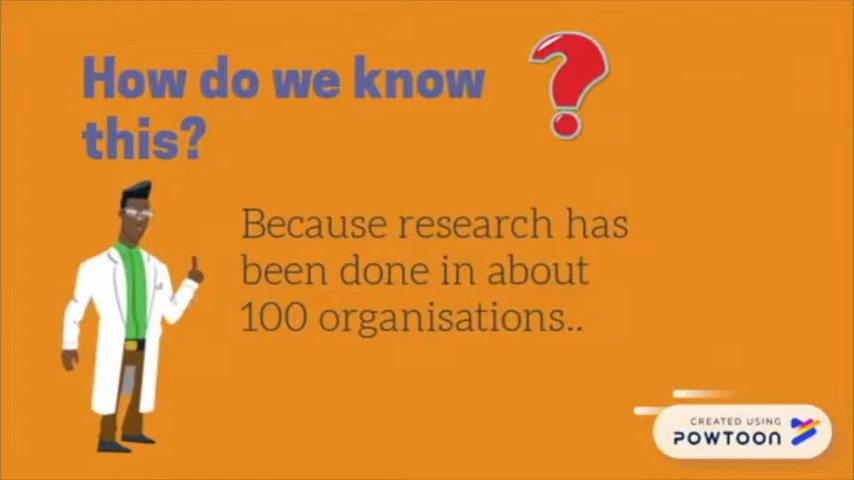 How do we know
this?
Because research has
been done in about
100 organisations..
CREATED USING
POWTOON